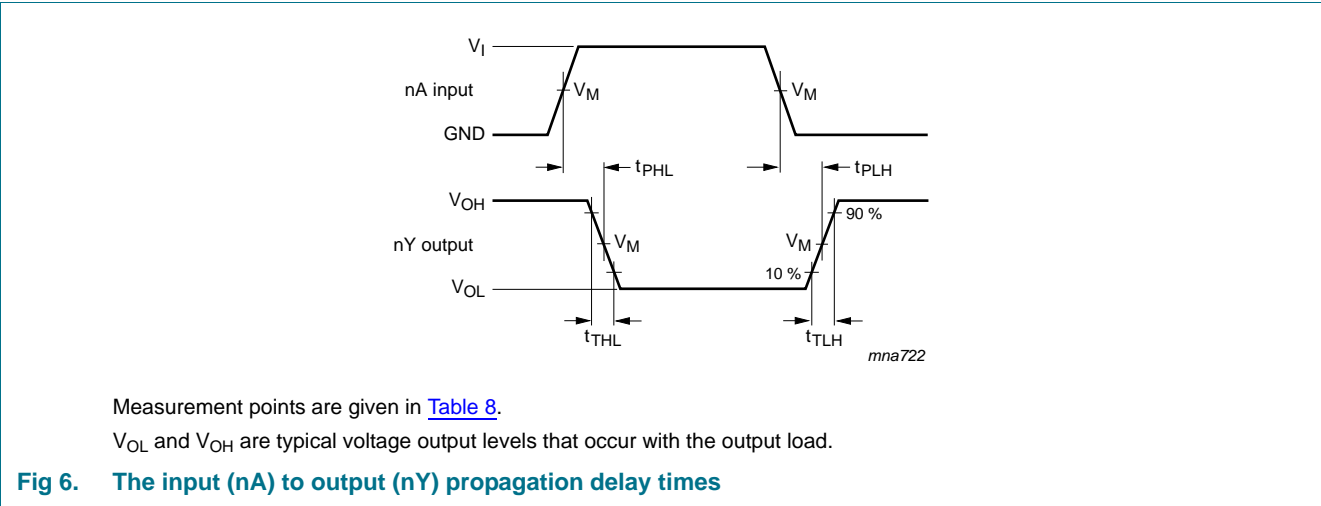 V_I
nA input
V_M
V_M
GND
t_PHL
t_PLH
V_OH
90 %
nY output
V_M
V_M
10 %
V_OL
t_THL
t_TLH
mna722
Measurement points are given in Table 8.
V_OL and V_OH are typical voltage output levels that occur with the output load.
Fig 6. The input (nA) to output (nY) propagation delay times